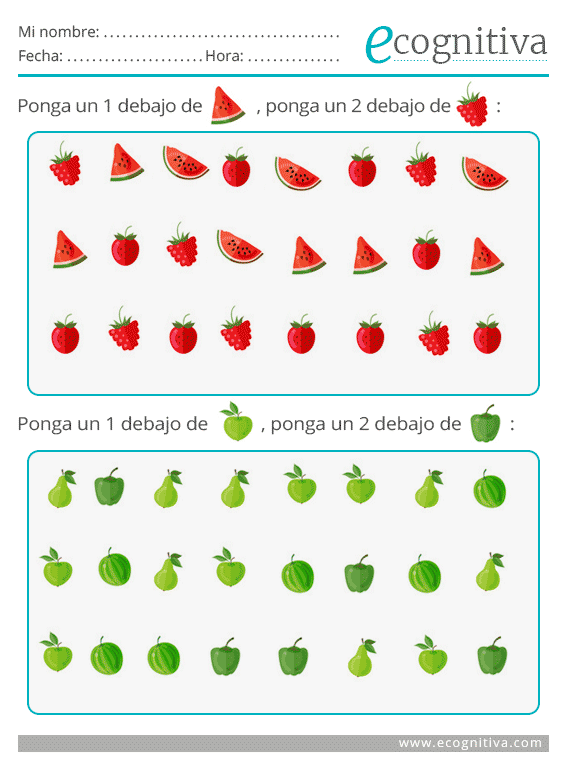 Mi nombre: ......................................
Fecha: ........................ Hora: ...............
ecognitiva
Ponga un 1 debajo de , ponga un 2 debajo de :
Ponga un 1 debajo de , ponga un 2 debajo de :
www.ecognitiva.com